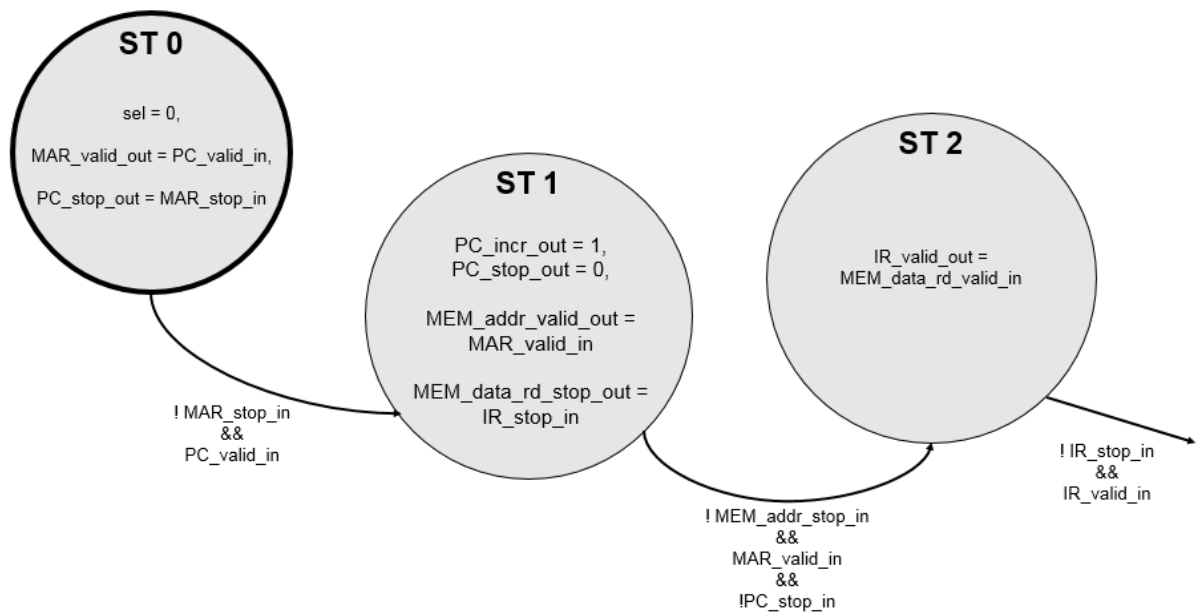 ST 0
sel = 0,
MAR_valid_out = PC_valid_in,
PC_stop_out = MAR_stop_in
! MAR_stop_in
&&
PC_valid_in
ST 1
PC_incr_out = 1,
PC_stop_out = 0,
MEM_addr_valid_out =
MAR_valid_in
MEM_data_rd_stop_out =
IR_stop_in
! MEM_addr_stop_in
&&
MAR_valid_in
&&
!PC_stop_in
ST 2
IR_valid_out =
MEM_data_rd_valid_in
! IR_stop_in
&&
IR_valid_in